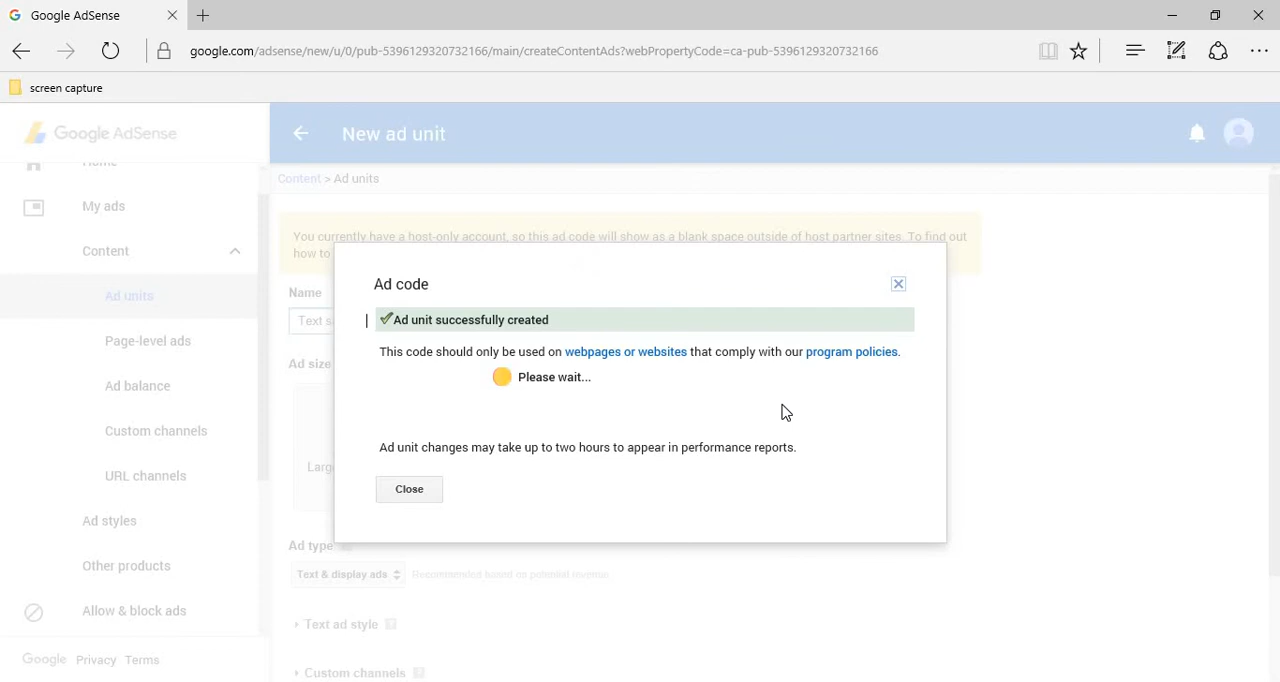 Google AdSense
google.com/adsense/new/u/0/pub-5396129320732166/main/createContentAds?webPropertyCode=ca-pub-5396129320732166
screen capture
Google AdSense
New ad unit
Home
Content > Ad units
My ads
You currently have a host-only account, so this ad code will show as a blank space outside of host partner sites. To find out
how to
Content
Ad code
Ad units
Name
Ad unit successfully created
Text
Page-level ads
This code should only be used on webpages or websites that comply with our program policies.
Ad size
Please wait...
Ad balance
Custom channels
Ad unit changes may take up to two hours to appear in performance reports.
URL channels
Close
Ad styles
Ad type
Other products
Text & display ads
Recommended based on potential revenue
Allow & block ads
Text ad style ?
Google Privacy Terms
Custom channels ?